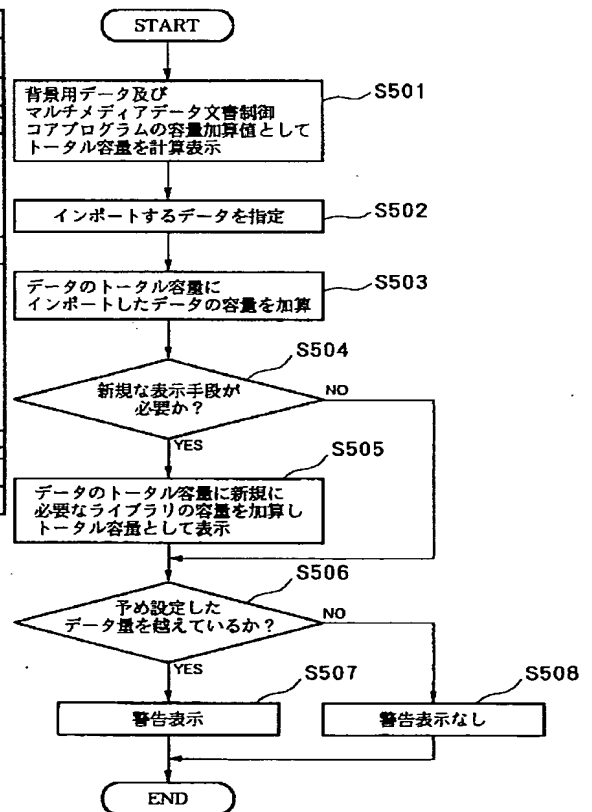 START
背景用データ及び
マルチメディアデータ文書制御
コアプログラムの容量加算値として
トータル容量を計算表示
S501
インポートするデータを指定
S502
データのトータル容量に
インポートしたデータの容量を加算
S503
S504
新規な表示手段が
必要か？
NO
YES
S505
データのトータル容量に新規に
必要なライブラリの容量を加算し
トータル容量として表示
S506
予め設定した
データ量を越えているか？
NO
YES
S507
警告表示
S508
警告表示なし
END